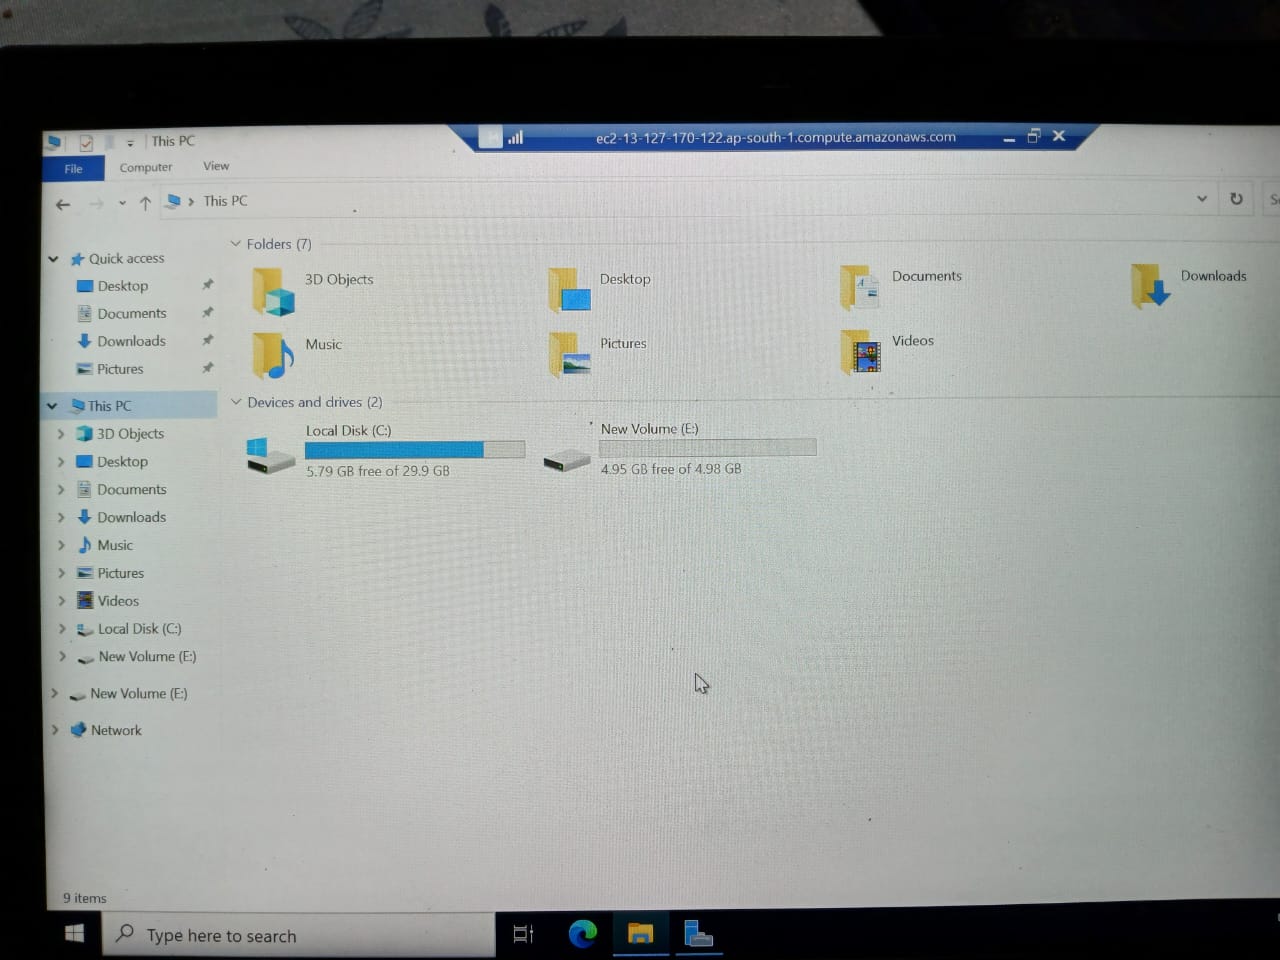 This PC
ec2-13-127-170-122.ap-south-1.compute.amazonaws.com
File Computer View
This PC
Quick access
Desktop
Documents
Downloads
Pictures
This PC
3D Objects
Desktop
Documents
Downloads
Music
Pictures
Videos
Local Disk (C:)
New Volume (E:)
New Volume (E:)
Network
Folders (7)
3D Objects
Desktop
Documents
Downloads
Music
Pictures
Videos
Devices and drives (2)
Local Disk (C:)
5.79 GB free of 29.9 GB
New Volume (E:)
4.95 GB free of 4.98 GB
9 items
Type here to search